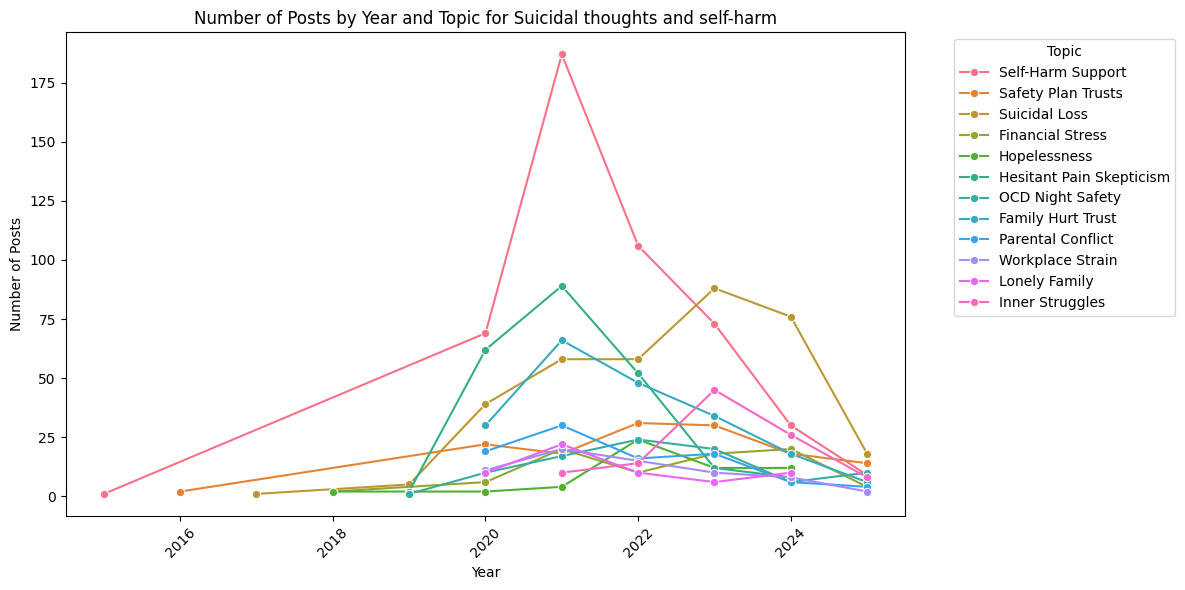 Number of Posts by Year and Topic for Suicidal thoughts and self-harm
Topic
Self-Harm Support
Safety Plan Trusts
Suicidal Loss
Financial Stress
Hopelessness
Hesitant Pain Skepticism
OCD Night Safety
Family Hurt Trust
Parental Conflict
Workplace Strain
Lonely Family
Inner Struggles
Number of Posts
175
150
125
100
75
50
25
0
2016
2018
2020
2022
2024
Year